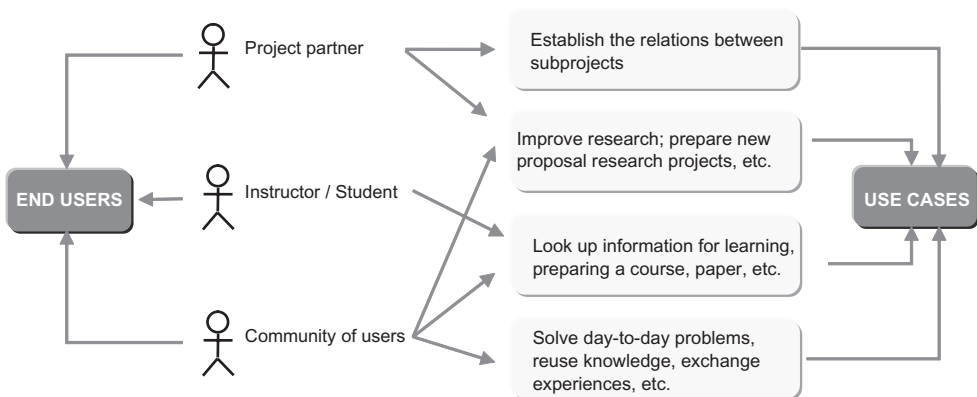 Project partner
Establish the relations between
subprojects
Improve research; prepare new
proposal research projects, etc.
END USERS
Instructor / Student
USE CASES
Look up information for learning,
preparing a course, paper, etc.
Community of users
Solve day-to-day problems,
reuse knowledge, exchange
experiences, etc.